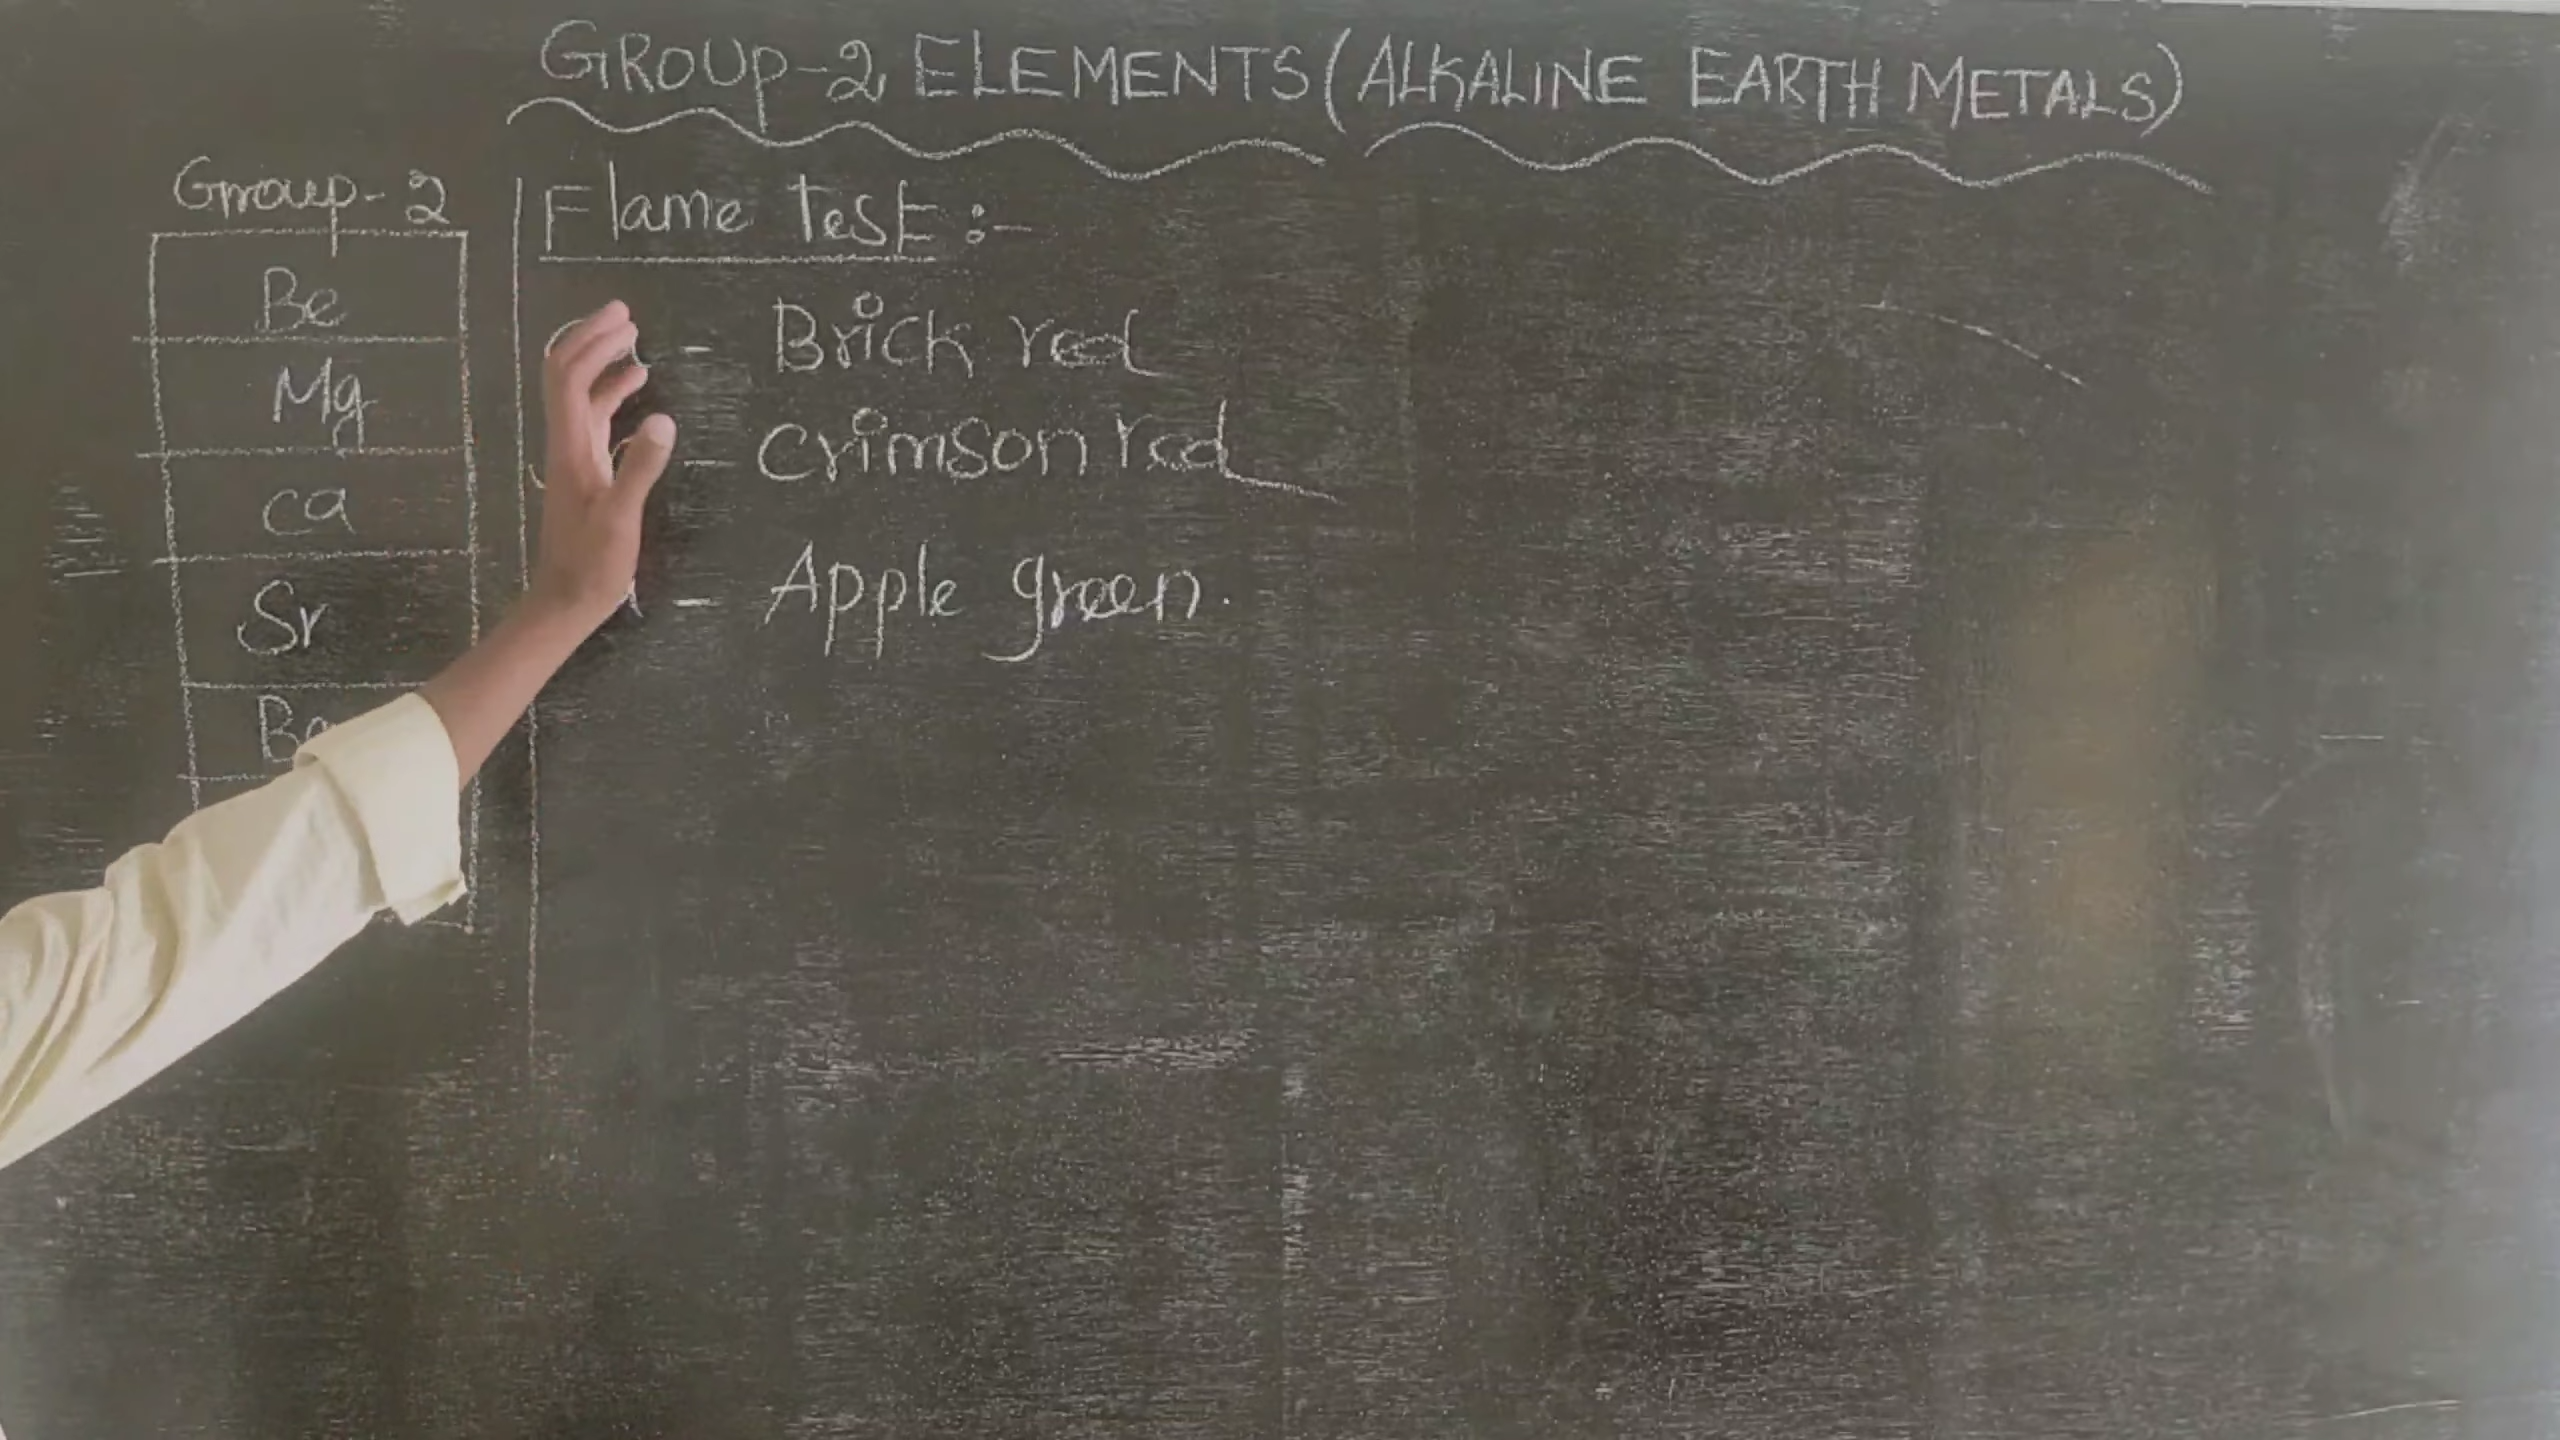 GROUP-2 ELEMENTS (ALKALINE EARTH METALS)
Group-2
Be
Mg
Ca
Sr
Flame Test :-
- Brick red
- Crimson red
- Apple green.